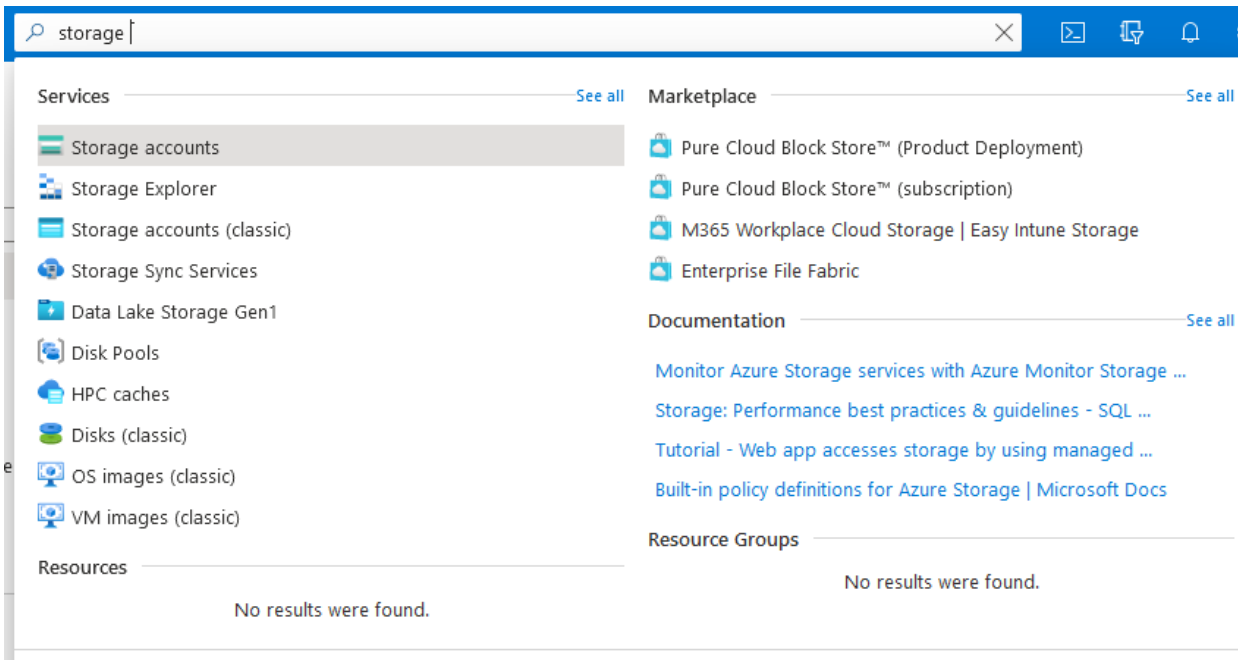 storage
Services
See all
Storage accounts
Storage Explorer
Storage accounts (classic)
Storage Sync Services
Data Lake Storage Gen1
Disk Pools
HPC caches
Disks (classic)
OS images (classic)
VM images (classic)
Resources
No results were found.
Marketplace
See all
Pure Cloud Block Store™ (Product Deployment)
Pure Cloud Block Store™ (subscription)
M365 Workplace Cloud Storage | Easy Intune Storage
Enterprise File Fabric
Documentation
See all
Monitor Azure Storage services with Azure Monitor Storage ...
Storage: Performance best practices & guidelines - SQL ...
Tutorial - Web app accesses storage by using managed ...
Built-in policy definitions for Azure Storage | Microsoft Docs
Resource Groups
No results were found.